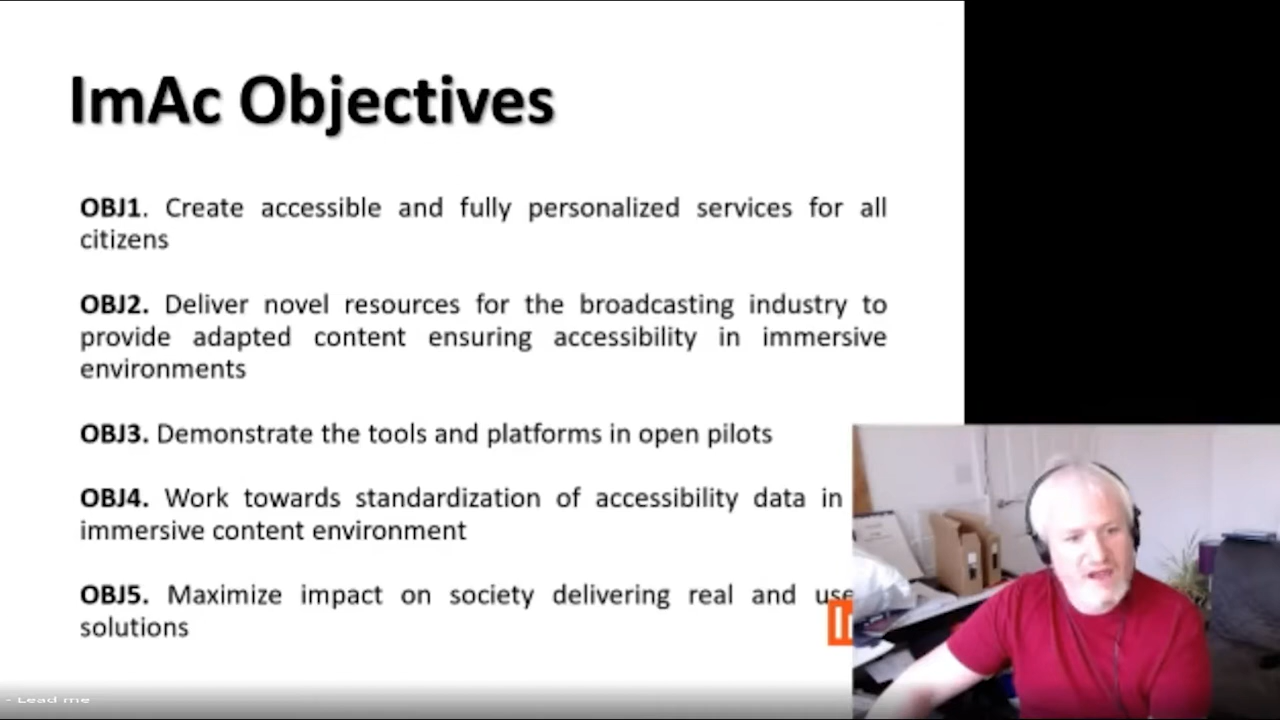 ImAc Objectives
OBJ1. Create accessible and fully personalized services for all
citizens
OBJ2. Deliver novel resources for the broadcasting industry to
provide adapted content ensuring accessibility in immersive
environments
OBJ3. Demonstrate the tools and platforms in open pilots
OBJ4. Work towards standardization of accessibility data in
immersive content environment
OBJ5. Maximize impact on society delivering real and use
solutions
- Lead me